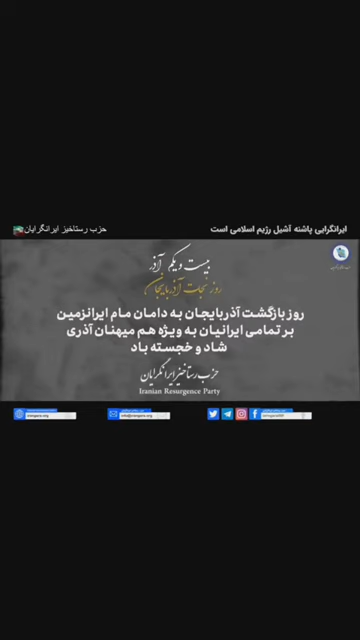 ایرانگرایی پاشنه آشیل رژیم اسلامی است
حزب رستاخیز ایرانگرایان
بیست و یکم آذر
روز نجات آذربایجان
روز بازگشت آذربایجان به دامان مام ایرانزمین
بر تمامی ایرانیان به ویژه هم میهنان آذری
شاد و خجسته باد
حزب رستاخیز ایرانگرایان
Iranian Resurgence Party